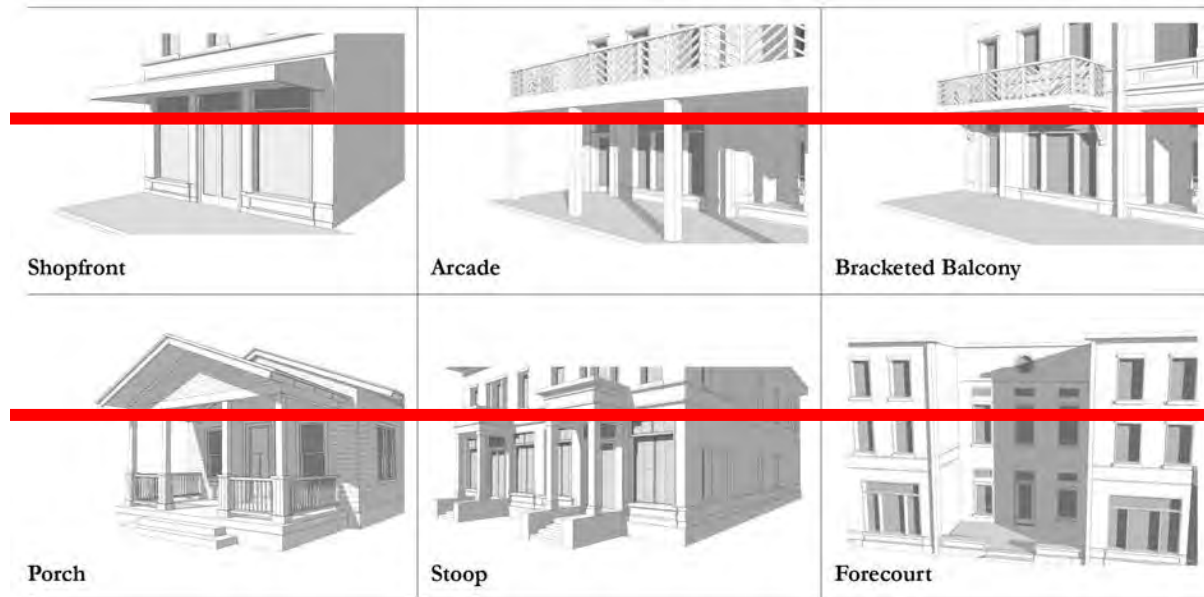 Shopfront
Arcade
Bracketed Balcony
Porch
Stoop
Forecourt